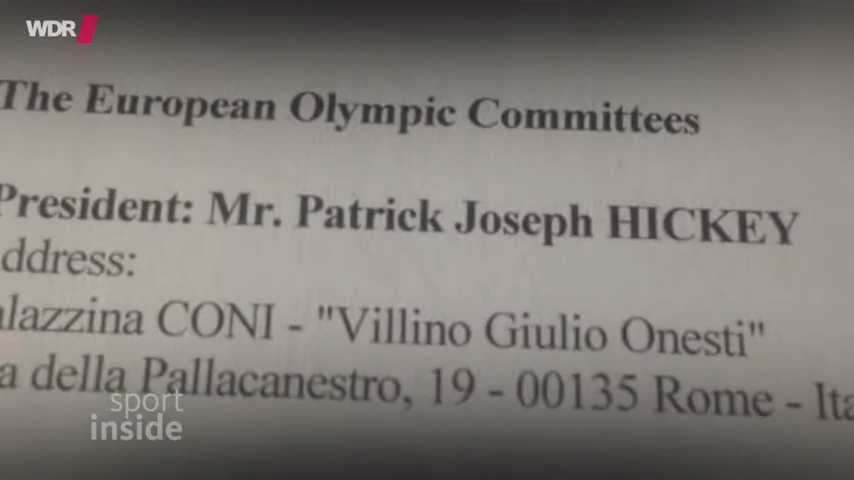 WDR
The European Olympic Committees
President: Mr. Patrick Joseph HICKEY
ddress:
alazzina CONI - "Villino Giulio Onesti"
a della Pallacanestro, 19 - 00135 Rome - Ita
sport
inside